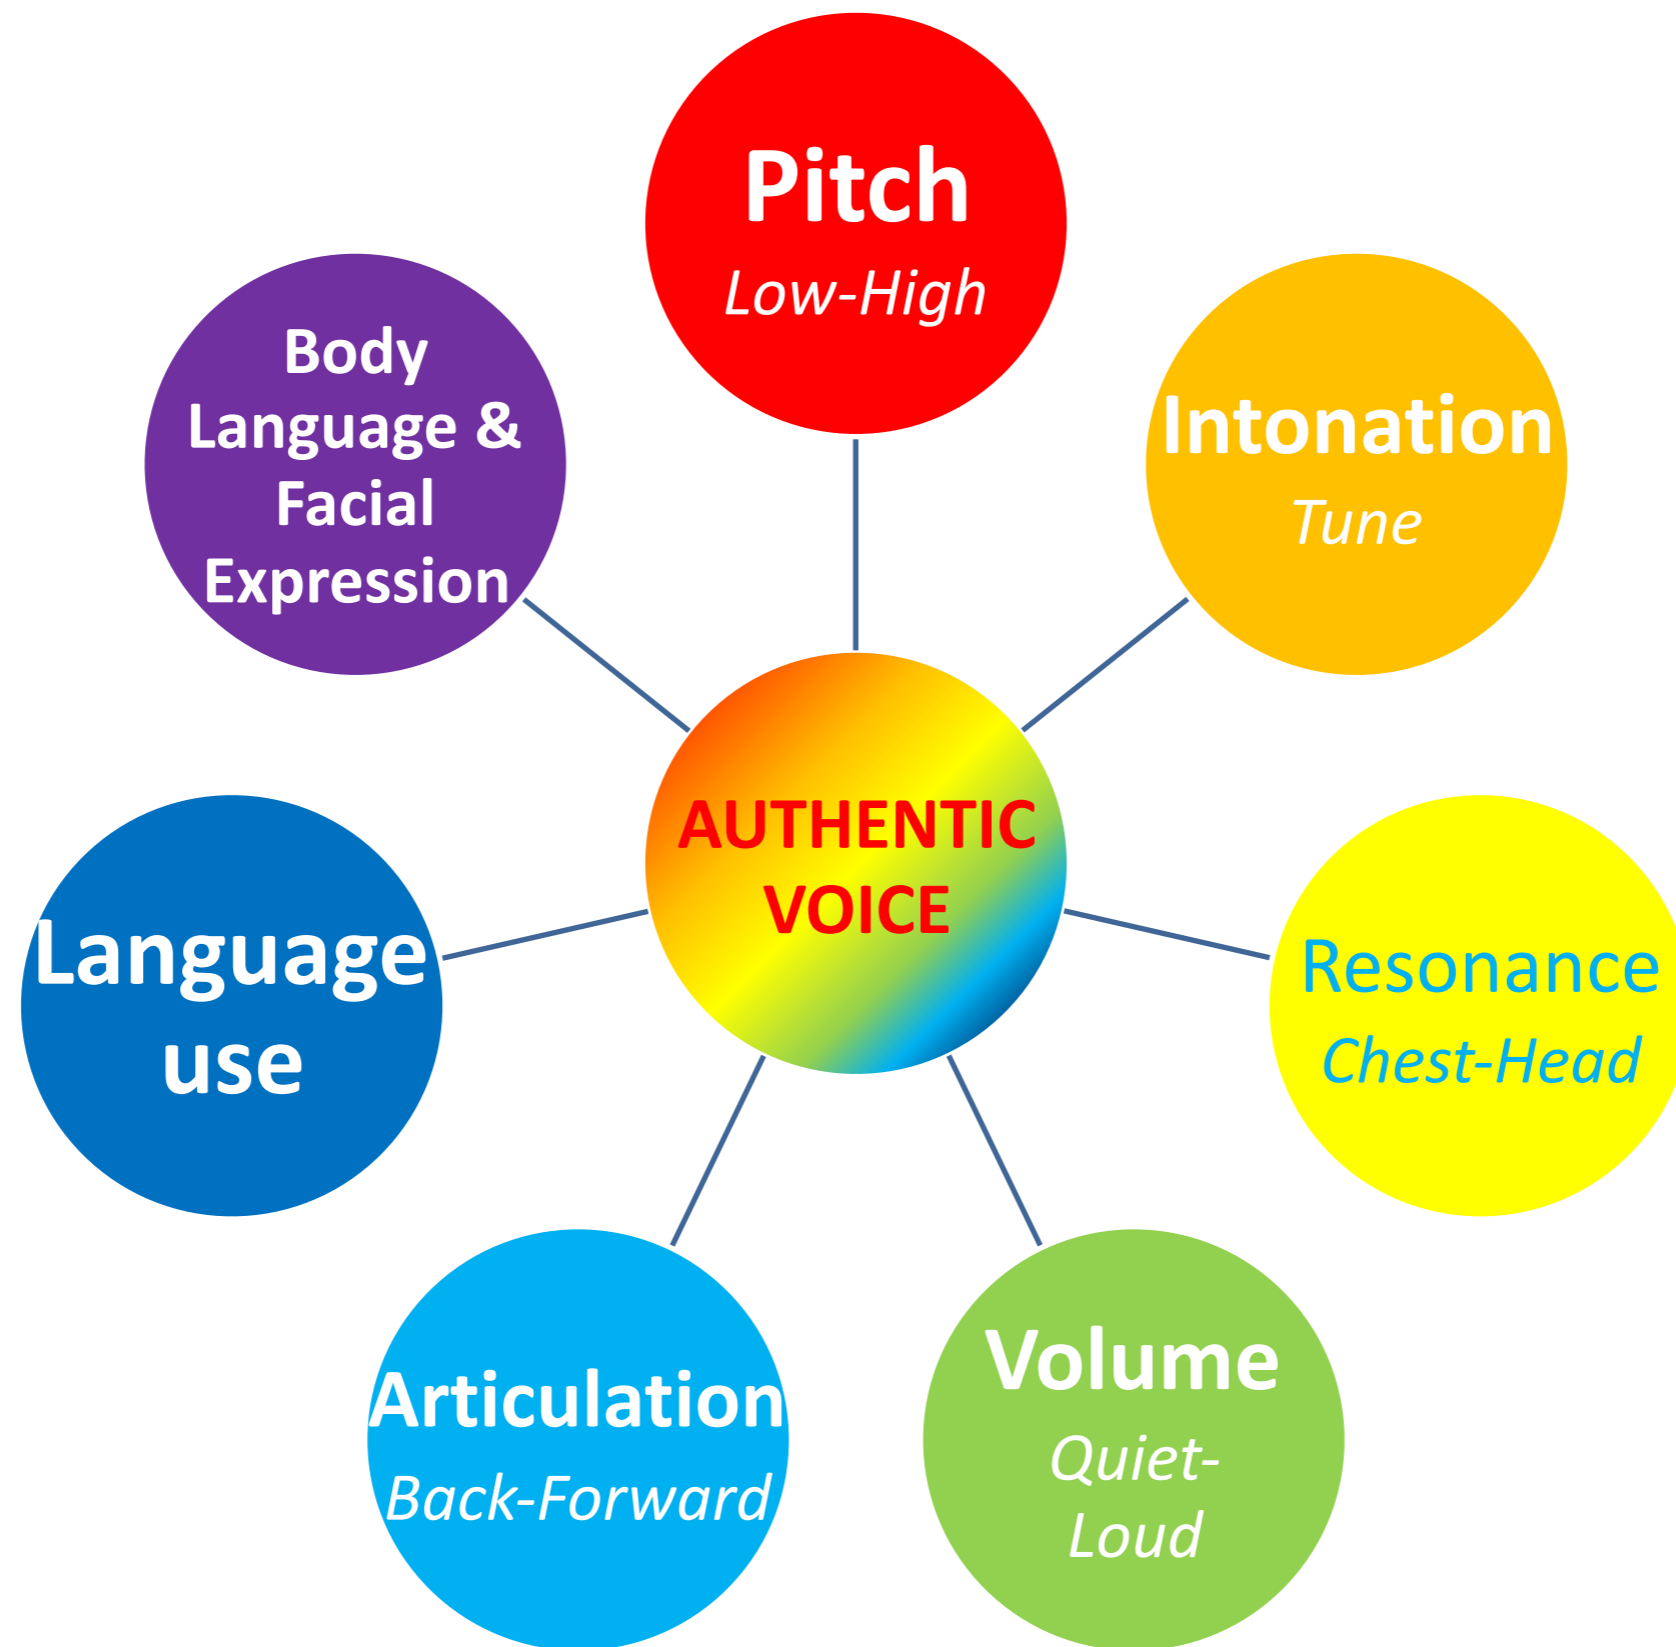 Pitch
Low-High
Intonation
Tune
Resonance
Chest-Head
Volume
Quiet-
Loud
Articulation
Back-Forward
Language
use
Body
Language &
Facial
Expression
AUTHENTIC
VOICE